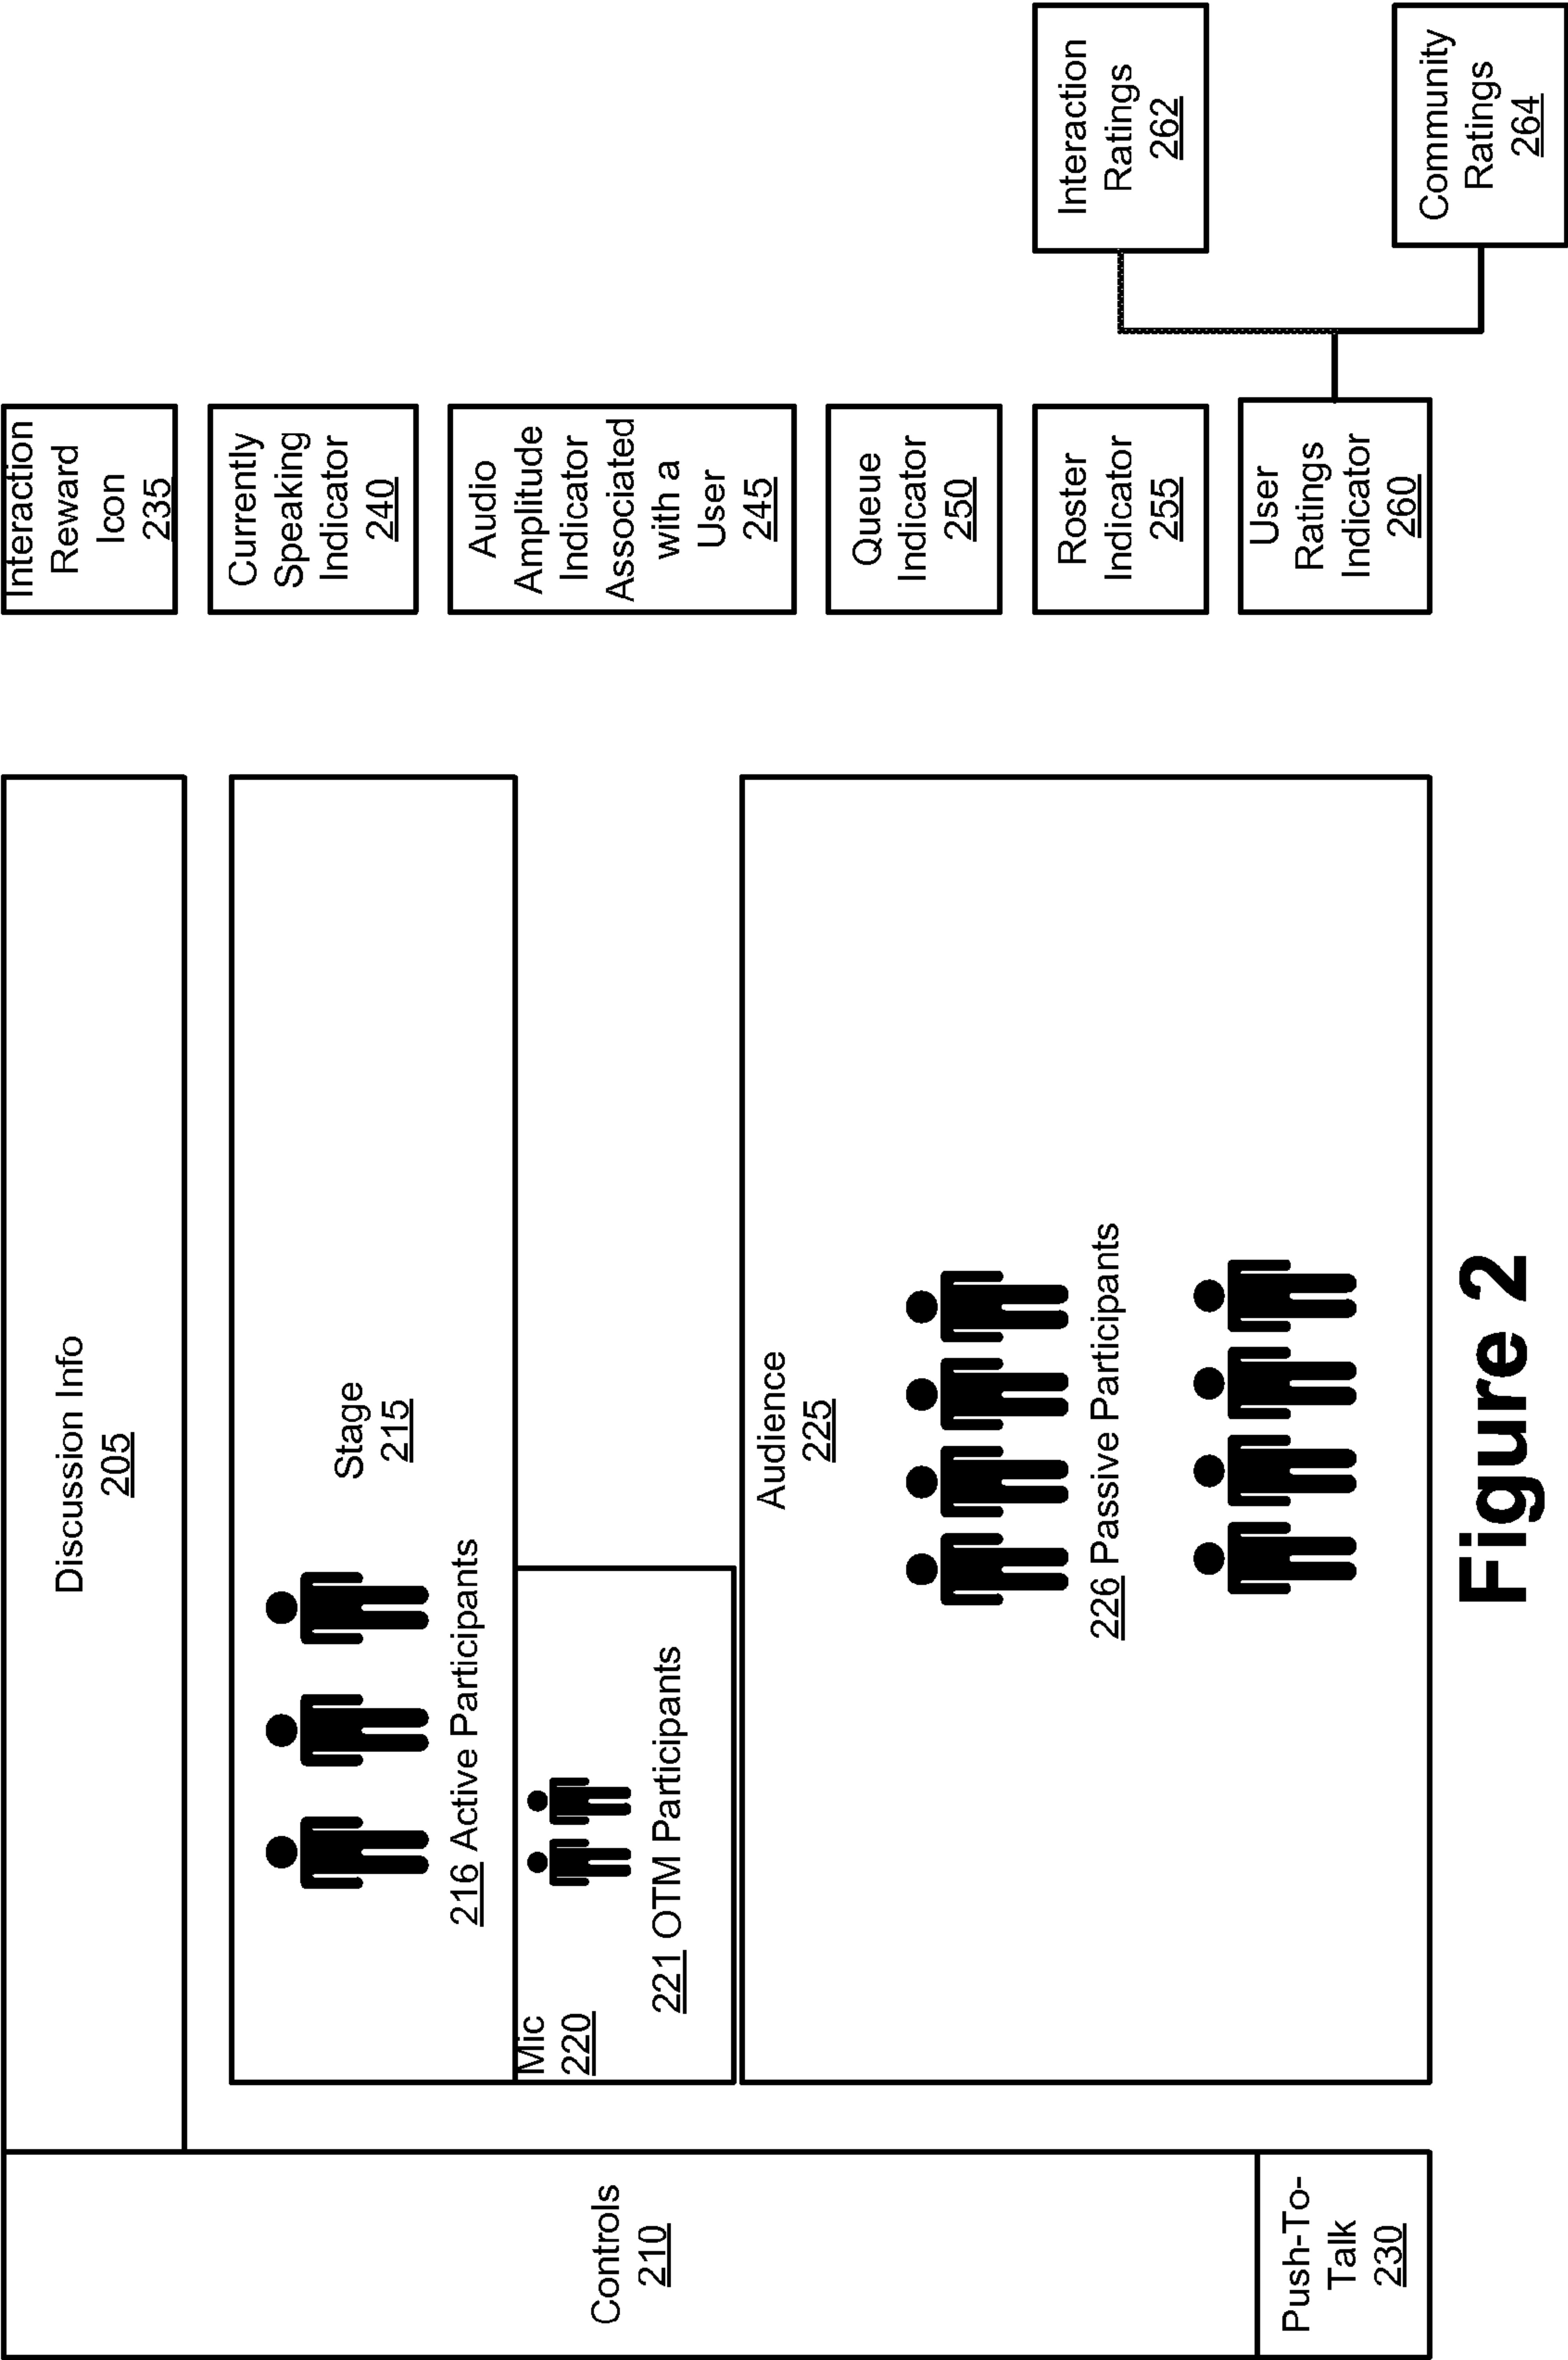 Discussion Info
205
Controls
210
Push-To-
Talk
230
Stage
215
216 Active Participants
Mic
220
221 OTM Participants
Audience
225
226 Passive Participants
Interaction
Reward
Icon
235
Currently
Speaking
Indicator
240
Audio
Amplitude
Indicator
Associated
with a
User
245
Queue
Indicator
250
Roster
Indicator
255
User
Ratings
Indicator
260
Interaction
Ratings
262
Community
Ratings
264
Figure 2